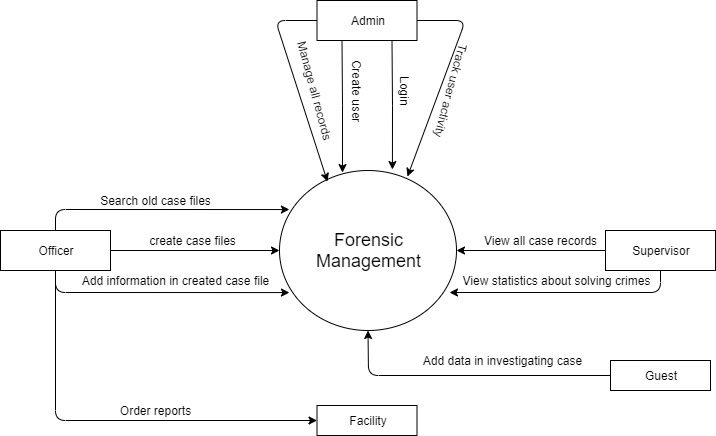 Admin
Manage all records
Create user
Login
Track user activity
Search old case files
Officer
create case files
Add information in created case file
Forensic
Management
View all case records
Supervisor
View statistics about solving crimes
Add data in investigating case
Guest
Order reports
Facility